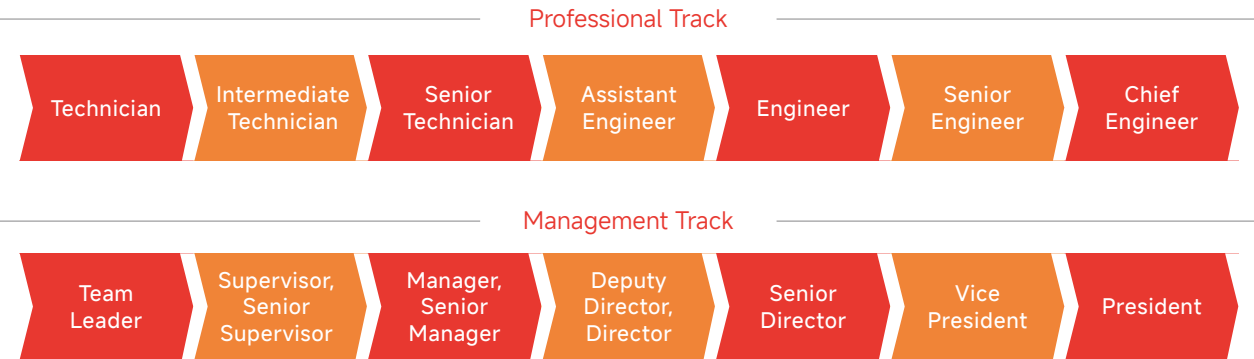 Professional Track
Technician
Intermediate
Technician
Senior
Technician
Assistant
Engineer
Engineer
Senior
Engineer
Chief
Engineer
Management Track
Team
Leader
Supervisor,
Senior
Supervisor
Manager,
Senior
Manager
Deputy
Director,
Director
Senior
Director
Vice
President
President